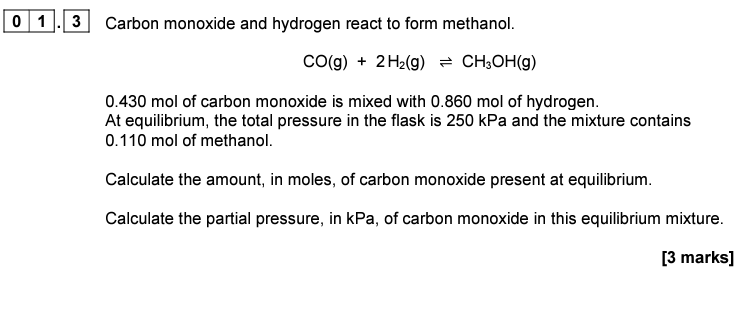 0 1 . 3 Carbon monoxide and hydrogen react to form methanol.
CO(g) + 2 H₂(g) ⇌ CH₃OH(g)
0.430 mol of carbon monoxide is mixed with 0.860 mol of hydrogen.
At equilibrium, the total pressure in the flask is 250 kPa and the mixture contains
0.110 mol of methanol.
Calculate the amount, in moles, of carbon monoxide present at equilibrium.
Calculate the partial pressure, in kPa, of carbon monoxide in this equilibrium mixture.
[3 marks]